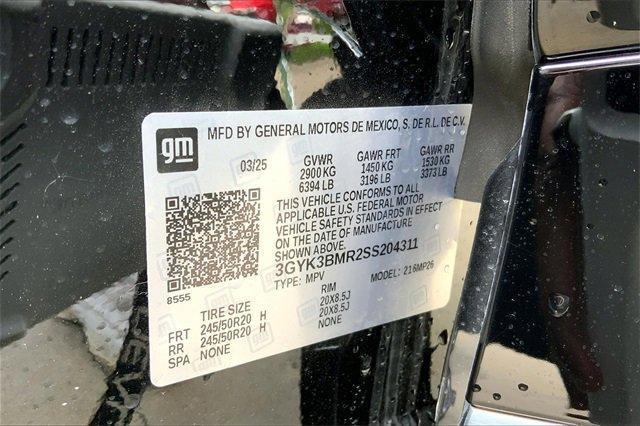 gm
MFD BY GENERAL MOTORS DE MEXICO, S. DE R.L. DE C.V.
03/25 GVWR GAWR FRT GAWR RR
2900 KG 1450 KG 1530 KG
6394 LB 3196 LB 3373 LB
THIS VEHICLE CONFORMS TO ALL
APPLICABLE U.S. FEDERAL MOTOR
VEHICLE SAFETY STANDARDS IN EFFECT
ON THE DATE OF MANUFACTURE
SHOWN ABOVE.
3GYK3BMR2SS204311
TYPE: MPV MODEL: 216MP26
8555
TIRE SIZE RIM
FRT 245/50R20 H 20X8.5J
RR 245/50R20 H 20X8.5J
SPA NONE NONE